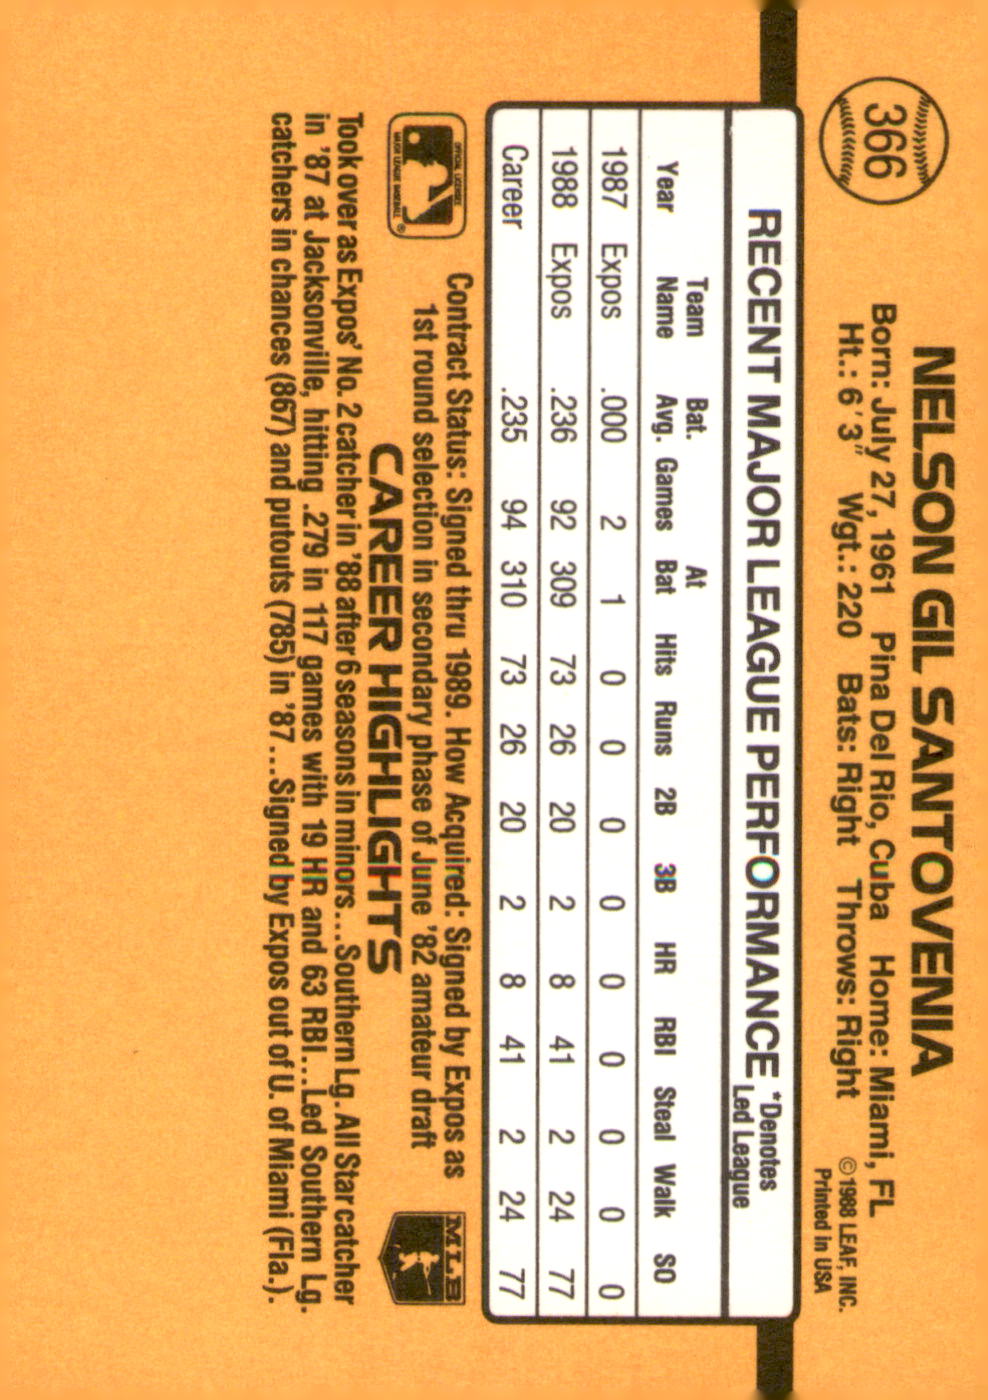 366
NELSON GIL SANTOVENIA
Born: July 27, 1961 Pina Del Rio, Cuba Home: Miami, FL
Ht.: 6'3" Wgt.: 220 Bats: Right Throws: Right
©1988 LEAF, INC.
Printed in USA
RECENT MAJOR LEAGUE PERFORMANCE *Denotes
Led League
Year Team Name Bat. Avg. Games At Bat Hits Runs 2B 3B HR RBI Steal Walk SO
1987 Expos .000 2 1 0 0 0 0 0 0 0 0 0
1988 Expos .236 92 309 73 26 20 2 8 41 2 24 77
Career .235 94 310 73 26 20 2 8 41 2 24 77
OFFICIAL LICENSEE
MAJOR LEAGUE BASEBALL®
Contract Status: Signed thru 1989. How Acquired: Signed by Expos as
1st round selection in secondary phase of June '82 amateur draft
MLB
CAREER HIGHLIGHTS
Took over as Expos' No. 2 catcher in '88 after 6 seasons in minors...Southern Lg. All Star catcher
in '87 at Jacksonville, hitting .279 in 117 games with 19 HR and 63 RBI...Led Southern Lg.
catchers in chances (867) and putouts (785) in '87...Signed by Expos out of U. of Miami (Fla.).